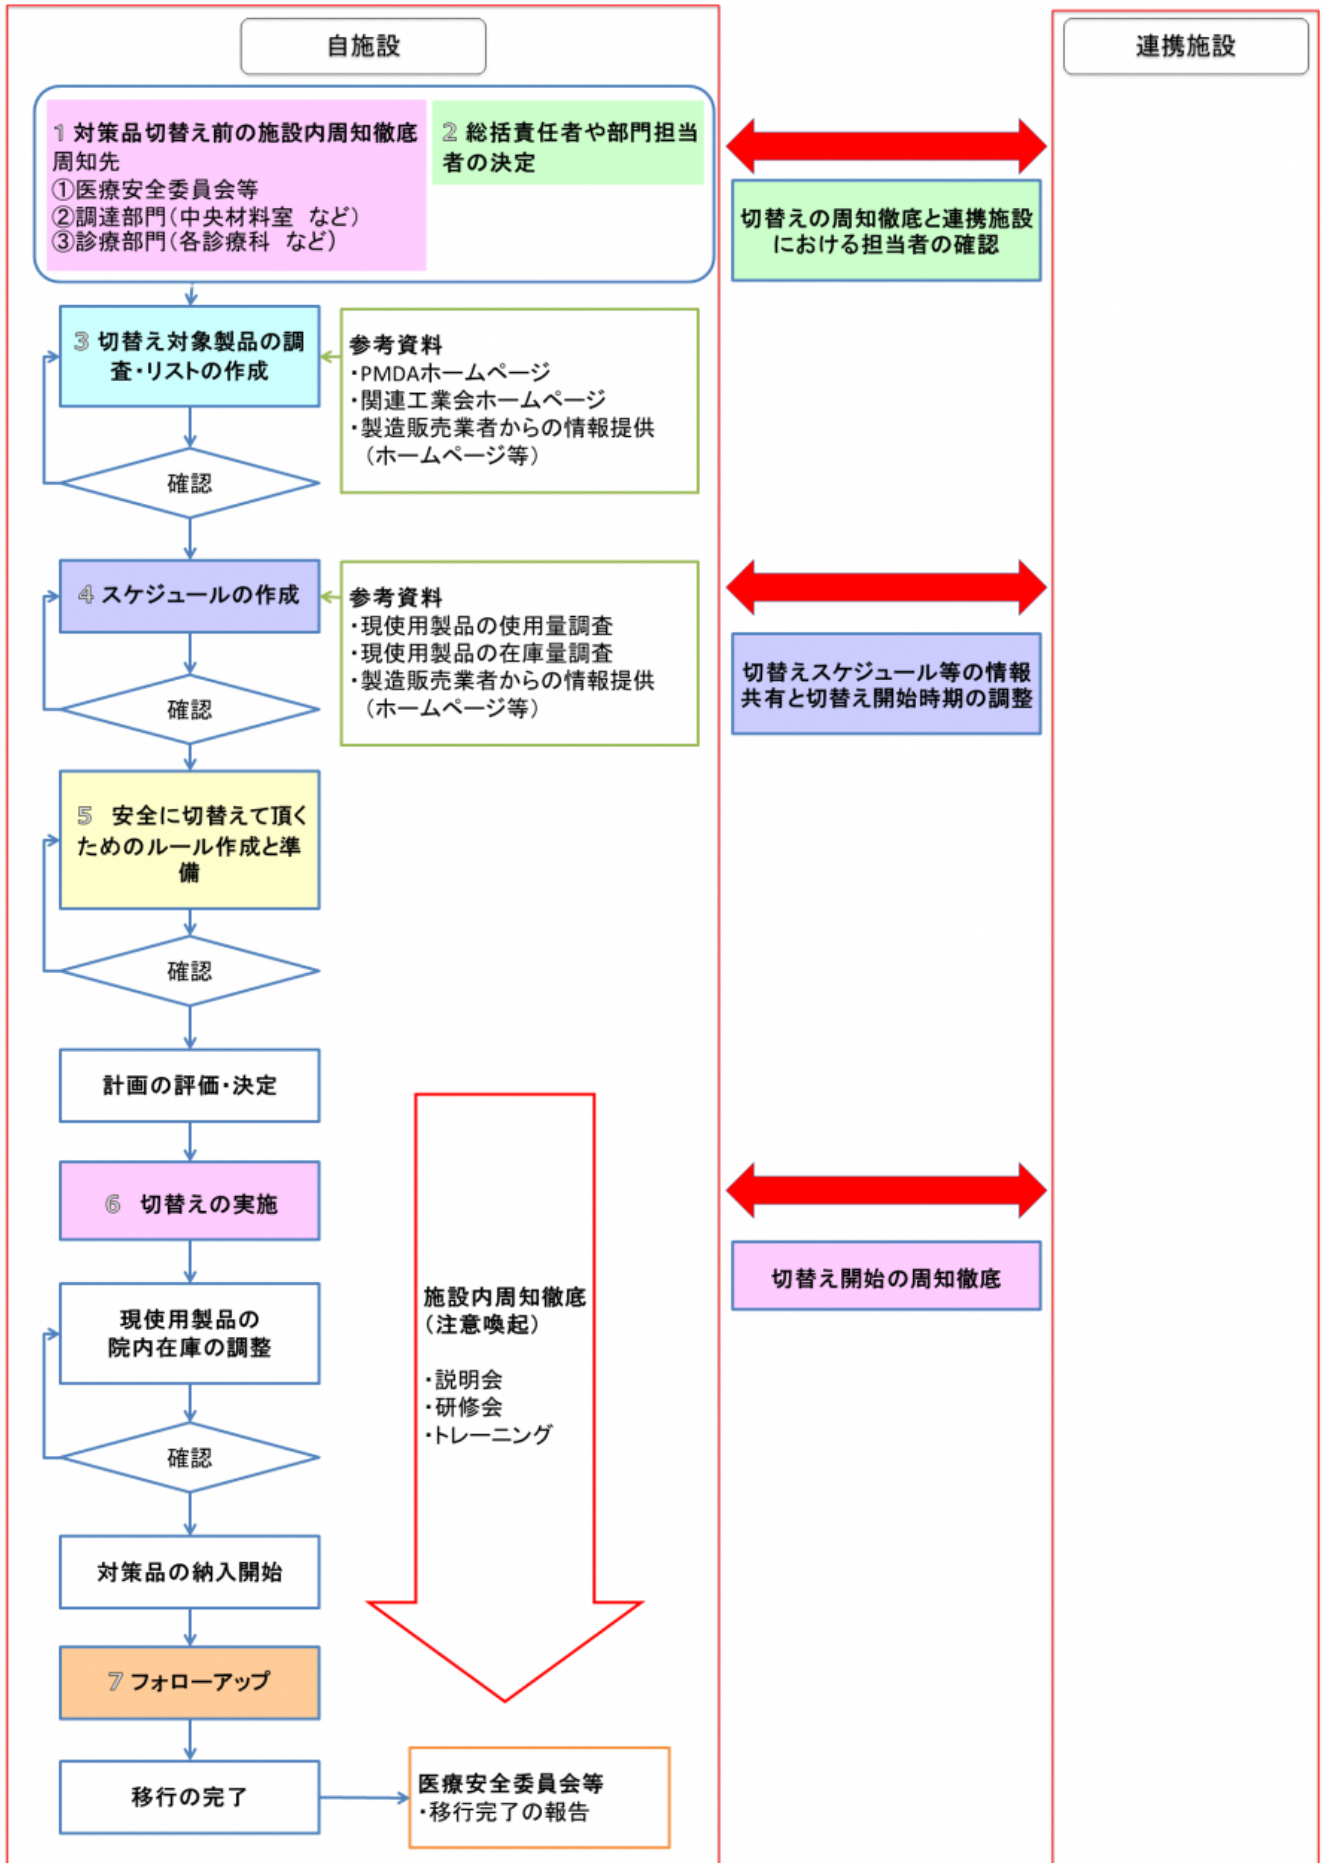 自施設
連携施設
1 対策品切替え前の施設内周知徹底
周知先
①医療安全委員会等
②調達部門(中央材料室 など)
③診療部門(各診療科 など)
2 総括責任者や部門担当
者の決定
切替えの周知徹底と連携施設
における担当者の確認
3 切替え対象製品の調
査・リストの作成
参考資料
・PMDAホームページ
・関連工業会ホームページ
・製造販売業者からの情報提供
(ホームページ等)
確認
4 スケジュールの作成
参考資料
・現使用製品の使用量調査
・現使用製品の在庫量調査
・製造販売業者からの情報提供
(ホームページ等)
切替えスケジュール等の情報
共有と切替え開始時期の調整
確認
5 安全に切替えて頂く
ためのルール作成と準
備
確認
計画の評価・決定
6 切替えの実施
切替え開始の周知徹底
現使用製品の
院内在庫の調整
施設内周知徹底
(注意喚起)
・説明会
・研修会
・トレーニング
確認
対策品の納入開始
7 フォローアップ
移行の完了
医療安全委員会等
・移行完了の報告